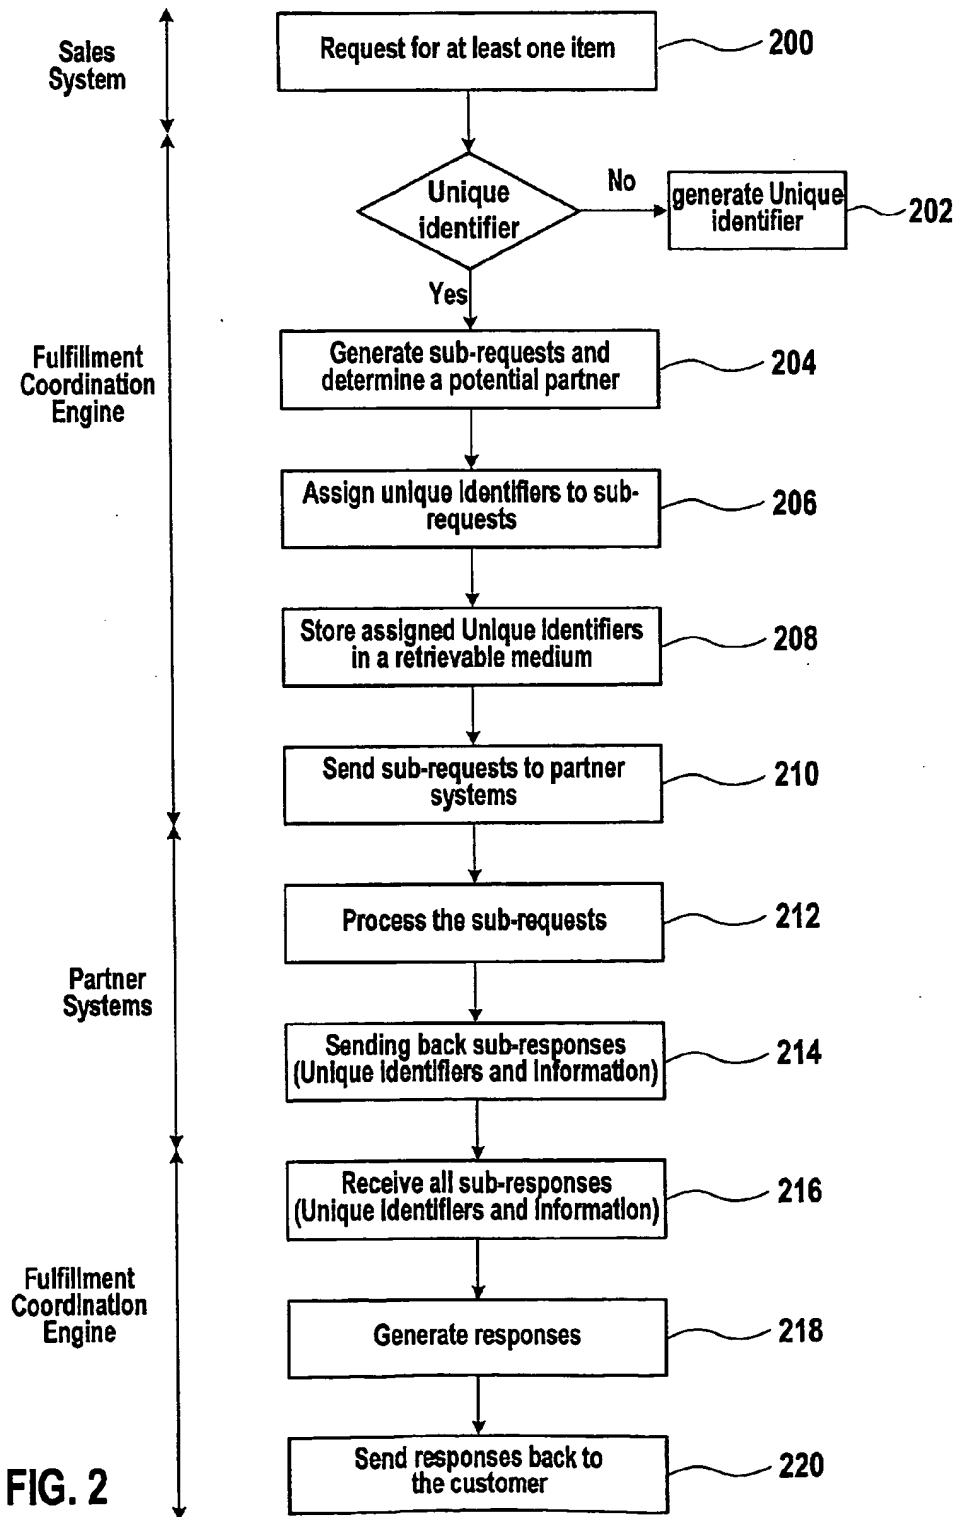 Sales
System
Request for at least one item
200
Unique
identifier
No
generate Unique
identifier
202
Yes
Fulfillment
Coordination
Engine
Generate sub-requests and
determine a potential partner
204
Assign unique identifiers to sub-
requests
206
Store assigned Unique Identifiers
in a retrievable medium
208
Send sub-requests to partner
systems
210
Partner
Systems
Process the sub-requests
212
Sending back sub-responses
(Unique Identifiers and Information)
214
Receive all sub-responses
(Unique Identifiers and Information)
216
Fulfillment
Coordination
Engine
Generate responses
218
Send responses back to
the customer
220
FIG. 2